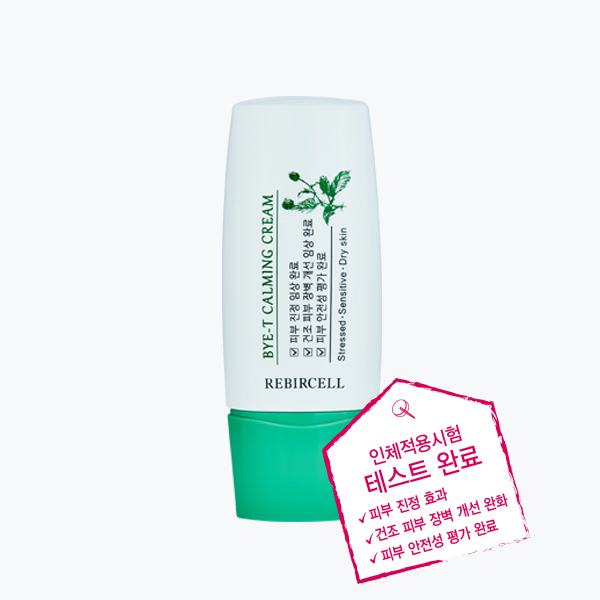 BYE-T CALMING CREAM
피부 진정 임상 완료
건조 피부 장벽 개선 임상 완료
피부 안전성 평가 완료
Stressed · Sensitive · Dry skin
REBIRCELL
인체적용시험
테스트 완료
피부 진정 효과
건조 피부 장벽 개선 완화
피부 안전성 평가 완료